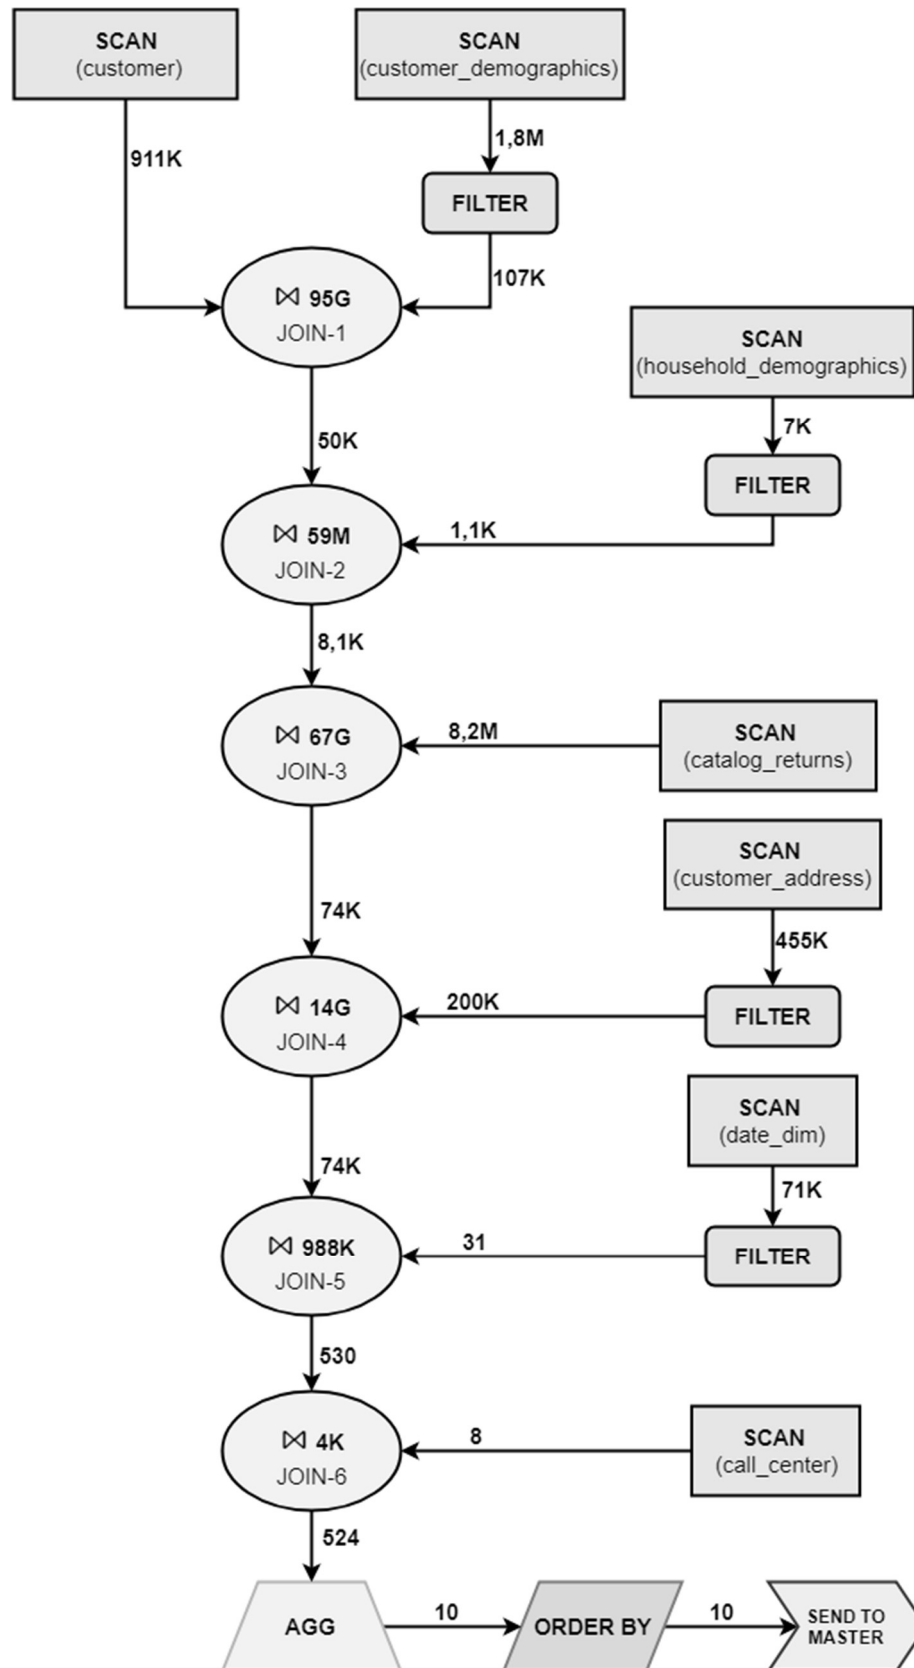 SCAN
(customer)
SCAN
(customer_demographics)
911K
1,8M
FILTER
107K
⋈ 95G
JOIN-1
SCAN
(household_demographics)
7K
50K
FILTER
⋈ 59M
JOIN-2
1,1K
8,1K
⋈ 67G
JOIN-3
8,2M
SCAN
(catalog_returns)
SCAN
(customer_address)
74K
455K
⋈ 14G
JOIN-4
200K
FILTER
SCAN
(date_dim)
74K
71K
⋈ 988K
JOIN-5
31
FILTER
530
⋈ 4K
JOIN-6
8
SCAN
(call_center)
524
AGG
10
ORDER BY
10
SEND TO
MASTER